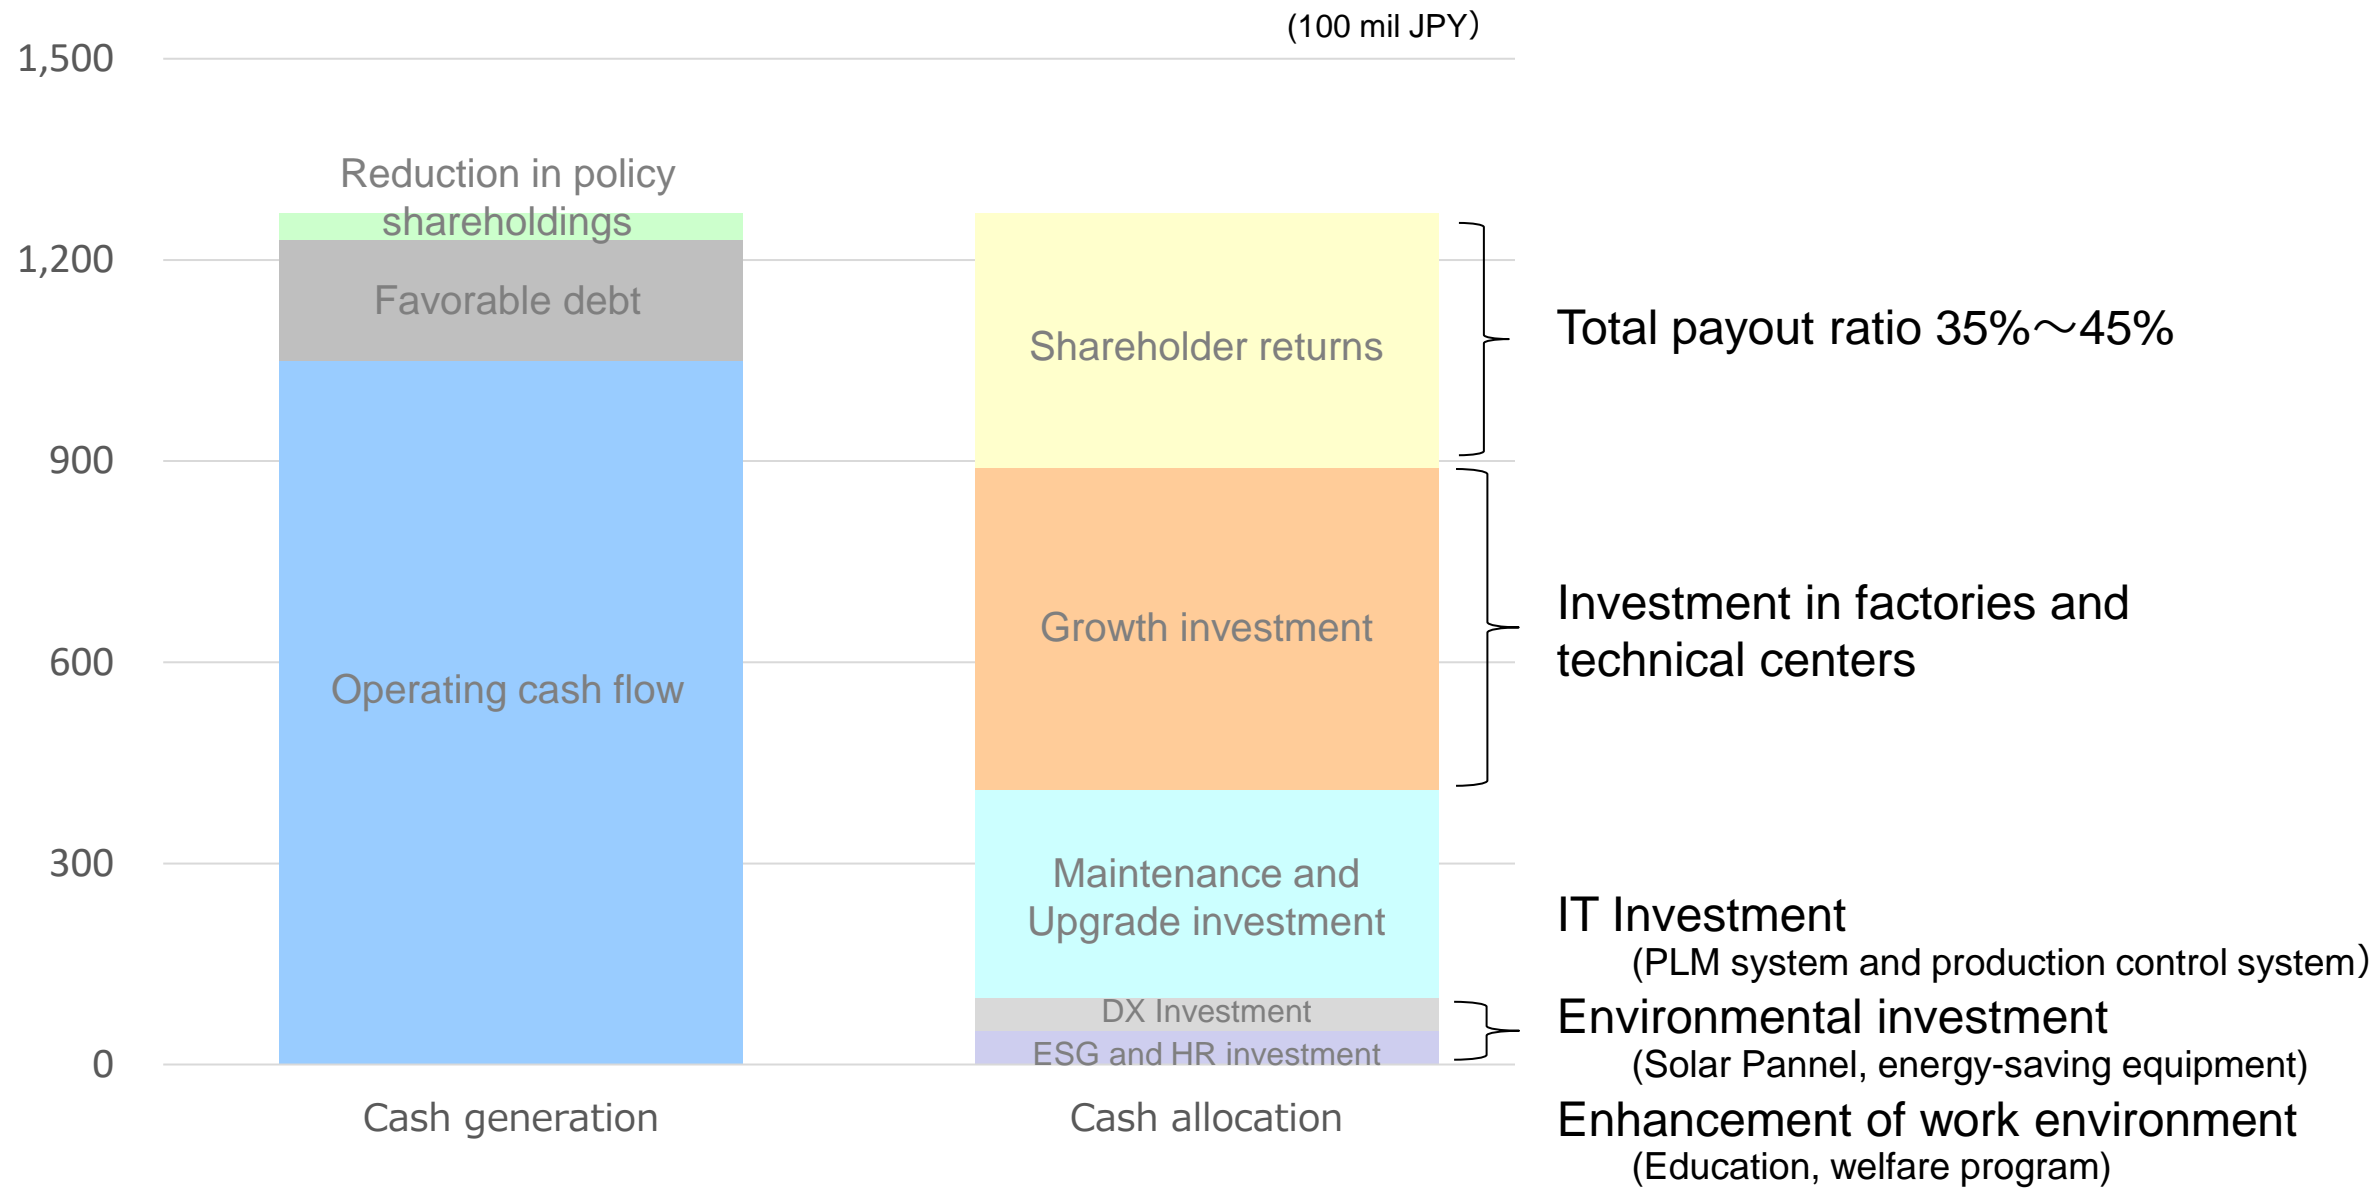 (100 mil JPY）
1,500
1,200
900
600
300
0
Reduction in policy
shareholdings
Favorable debt
Operating cash flow
Cash generation
Shareholder returns
Growth investment
Maintenance and
Upgrade investment
DX Investment
ESG and HR investment
Cash allocation
Total payout ratio 35%～45%
Investment in factories and
technical centers
IT Investment
(PLM system and production control system）
Environmental investment
(Solar Pannel, energy-saving equipment)
Enhancement of work environment
(Education, welfare program)